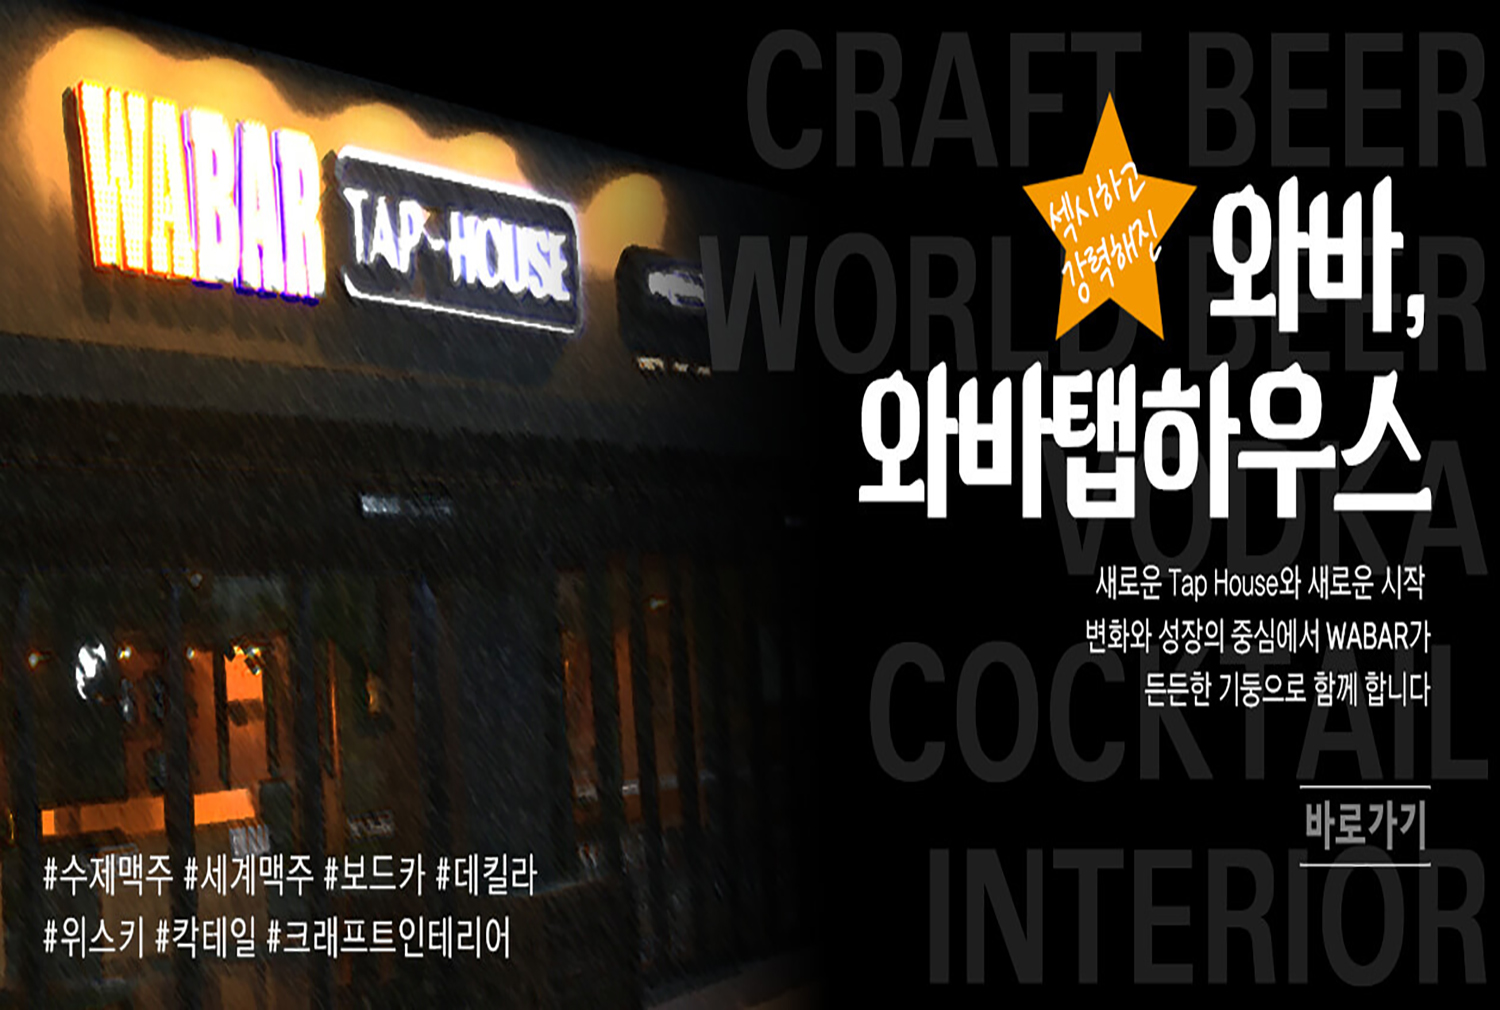 WABAR
TAP-HOUSE
CRAFT BEER
WORLD BEER
VODKA
COCKTAIL
INTERIOR
섹시하고
강력해진
와바,
와바탭하우스
새로운 Tap House와 새로운 시작
변화와 성장의 중심에서 WABAR가
든든한 기둥으로 함께 합니다
바로가기
#수제맥주 #세계맥주 #보드카 #데킬라
#위스키 #칵테일 #크래프트인테리어